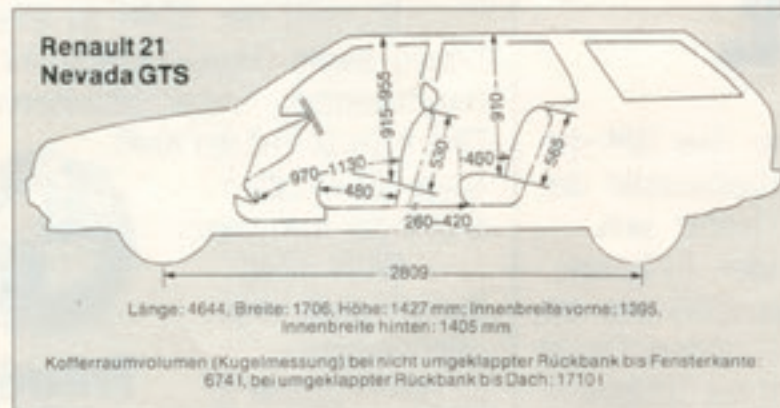 Renault 21
Nevada GTS
915–955
910
530
460
565
970–1130
480
260–420
2809
Länge: 4644, Breite: 1706, Höhe: 1427 mm; Innenbreite vorne: 1395,
Innenbreite hinten: 1405 mm
Kofferraumvolumen (Kugelmessung) bei nicht umgeklappter Rückbank bis Fensterkante:
674 l, bei umgeklappter Rückbank bis Dach: 1710 l